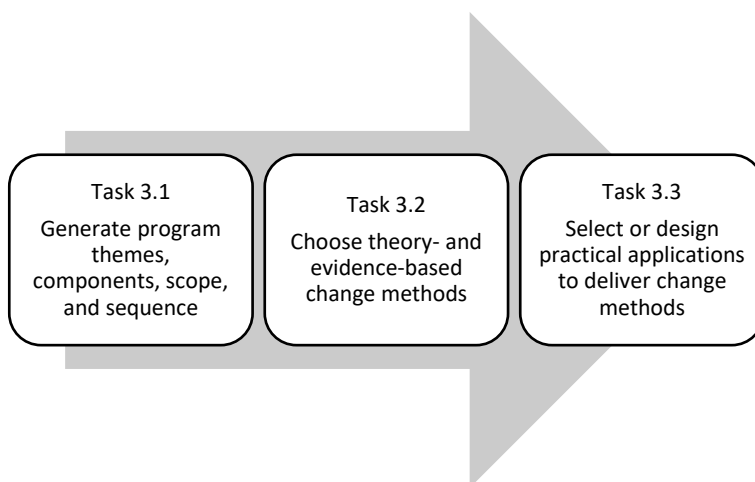 Task 3.1
Generate program
themes,
components, scope,
and sequence
Task 3.2
Choose theory- and
evidence-based
change methods
Task 3.3
Select or design
practical applications
to deliver change
methods